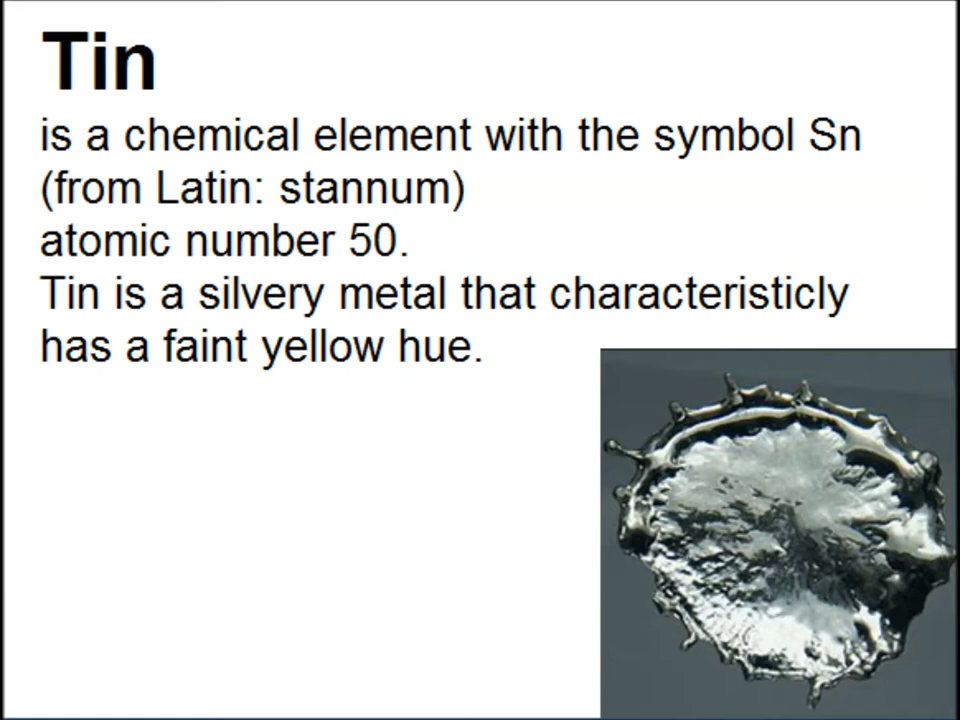 Tin
is a chemical element with the symbol Sn
(from Latin: stannum)
atomic number 50.
Tin is a silvery metal that characteristicly
has a faint yellow hue.